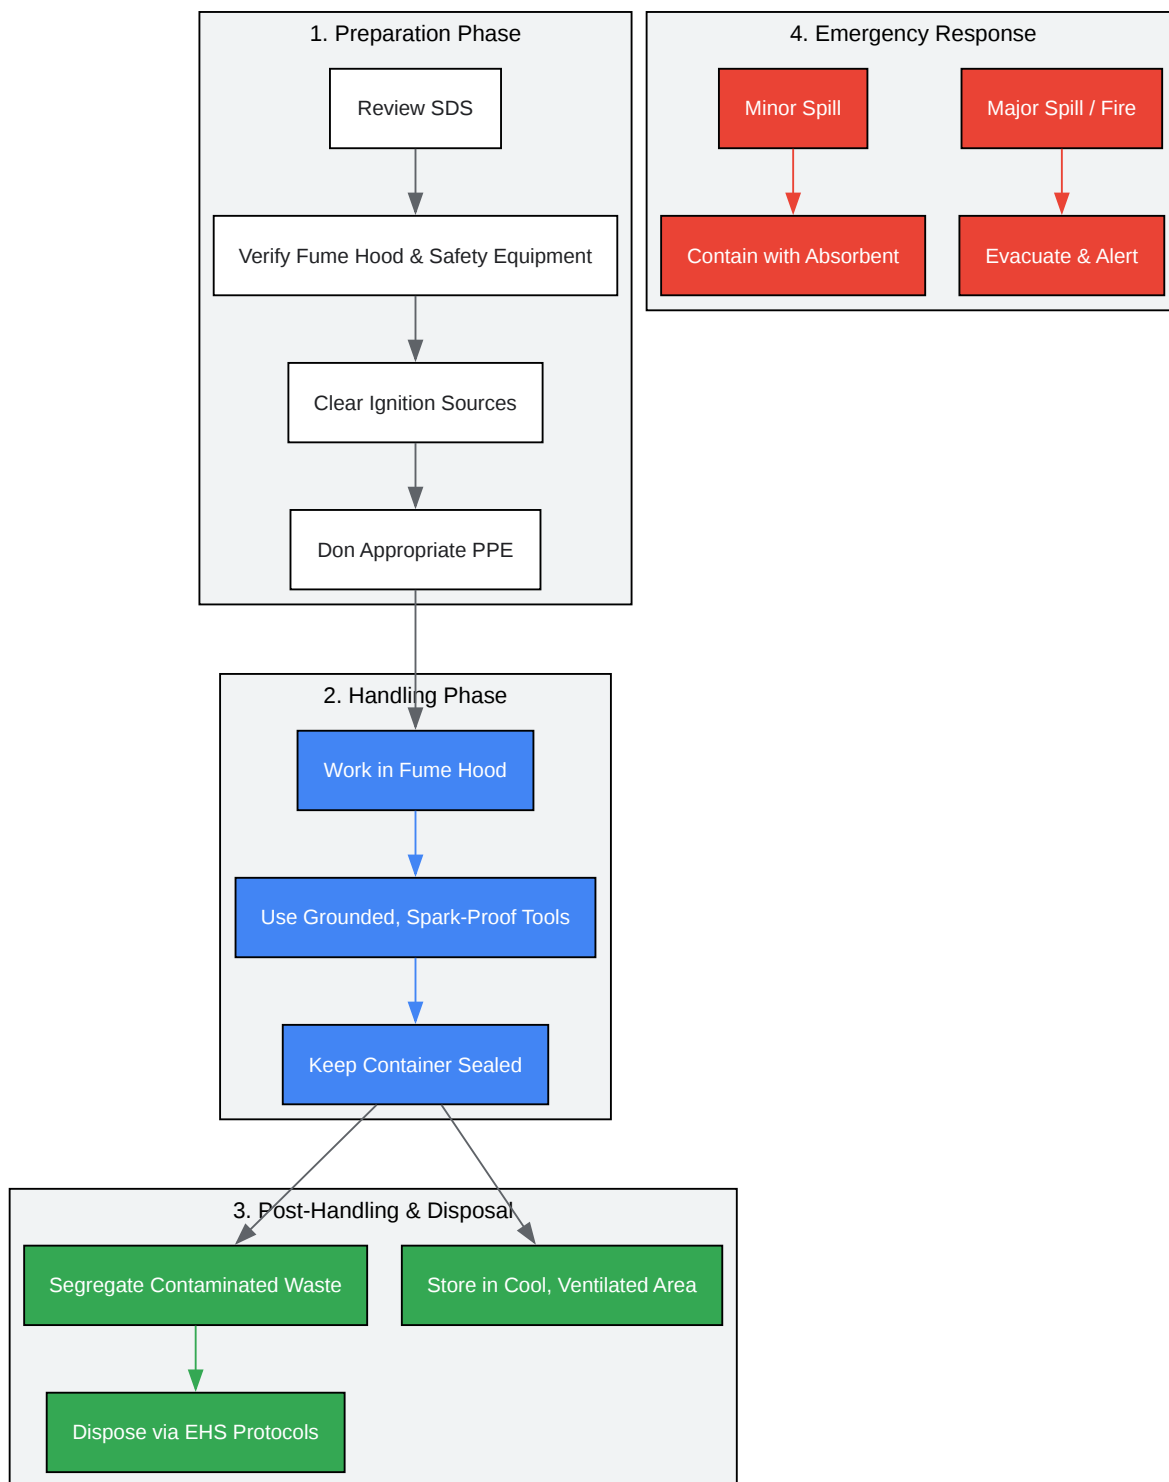 1. Preparation Phase
Review SDS
Verify Fume Hood & Safety Equipment
Clear Ignition Sources
Don Appropriate PPE
2. Handling Phase
Work in Fume Hood
Use Grounded, Spark-Proof Tools
Keep Container Sealed
3. Post-Handling & Disposal
Segregate Contaminated Waste
Store in Cool, Ventilated Area
Dispose via EHS Protocols
4. Emergency Response
Minor Spill
Major Spill / Fire
Contain with Absorbent
Evacuate & Alert